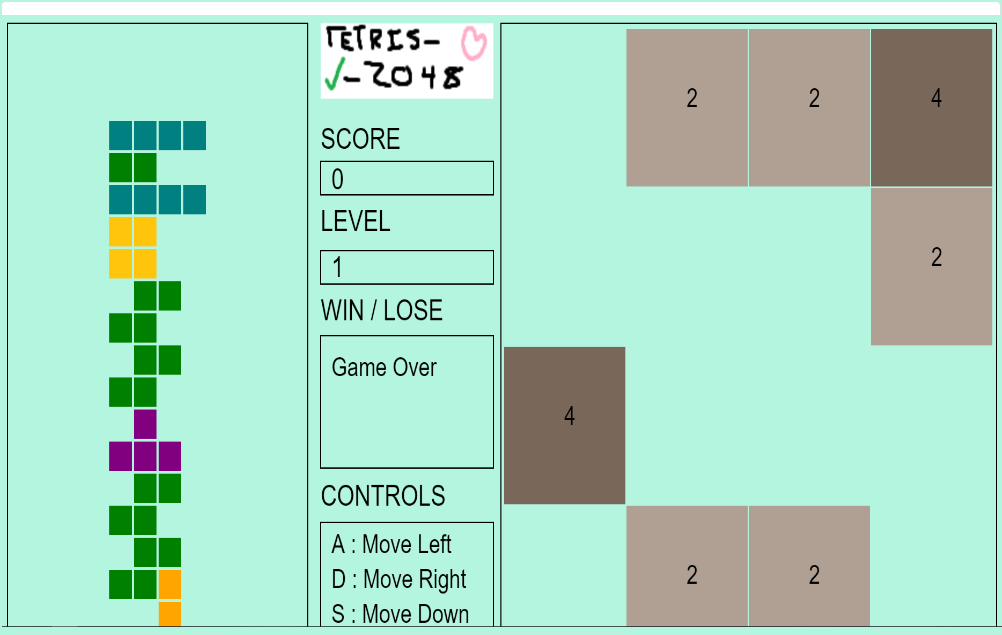 TETRIS-
-2048
SCORE
0
LEVEL
1
WIN / LOSE
Game Over
CONTROLS
A : Move Left
D : Move Right
S : Move Down
2 2 4
2
4
2 2